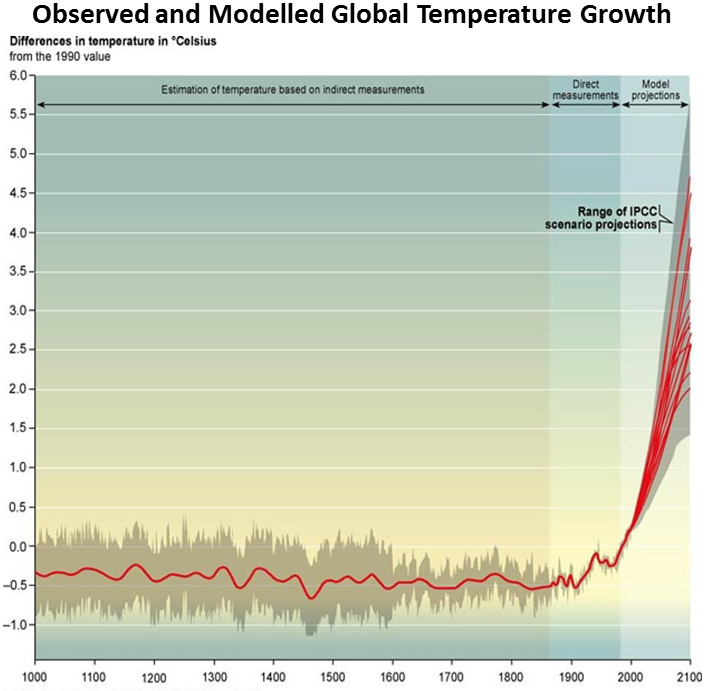 Observed and Modelled Global Temperature Growth
Differences in temperature in °Celsius
from the 1990 value
6.0
Estimation of temperature based on indirect measurements
Direct
measurements
Model
projections
5.5
5.0
4.5
Range of IPCC
scenario projections
4.0
3.5
3.0
2.5
2.0
1.5
1.0
0.5
0.0
−0.5
−1.0
1000 1100 1200 1300 1400 1500 1600 1700 1800 1900 2000 2100